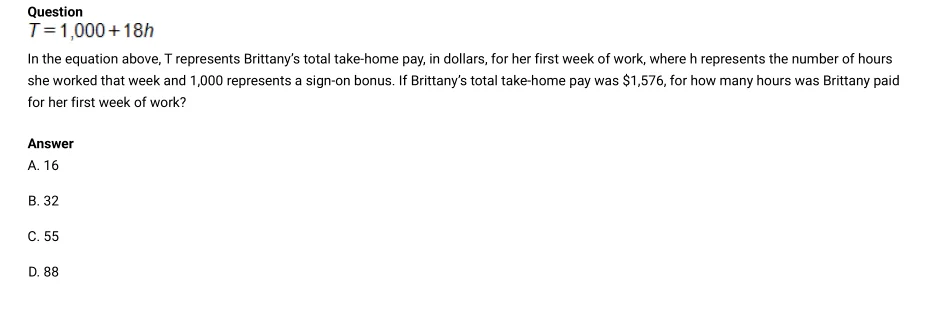 Question
T=1,000+18h
In the equation above, T represents Brittany's total take-home pay, in dollars, for her first week of work, where h represents the number of hours
she worked that week and 1,000 represents a sign-on bonus. If Brittany's total take-home pay was $1,576, for how many hours was Brittany paid
for her first week of work?
Answer
A. 16
B. 32
C. 55
D. 88